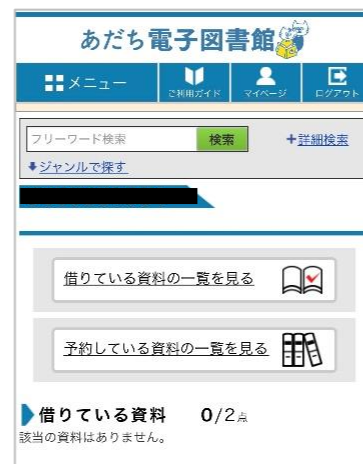 あだち電子図書館
メニュー
ご利用ガイド
マイページ
ログアウト
フリーワード検索
検索
+詳細検索
ジャンルで探す
借りている資料の一覧を見る
予約している資料の一覧を見る
借りている資料 0/2点
該当の資料はありません。